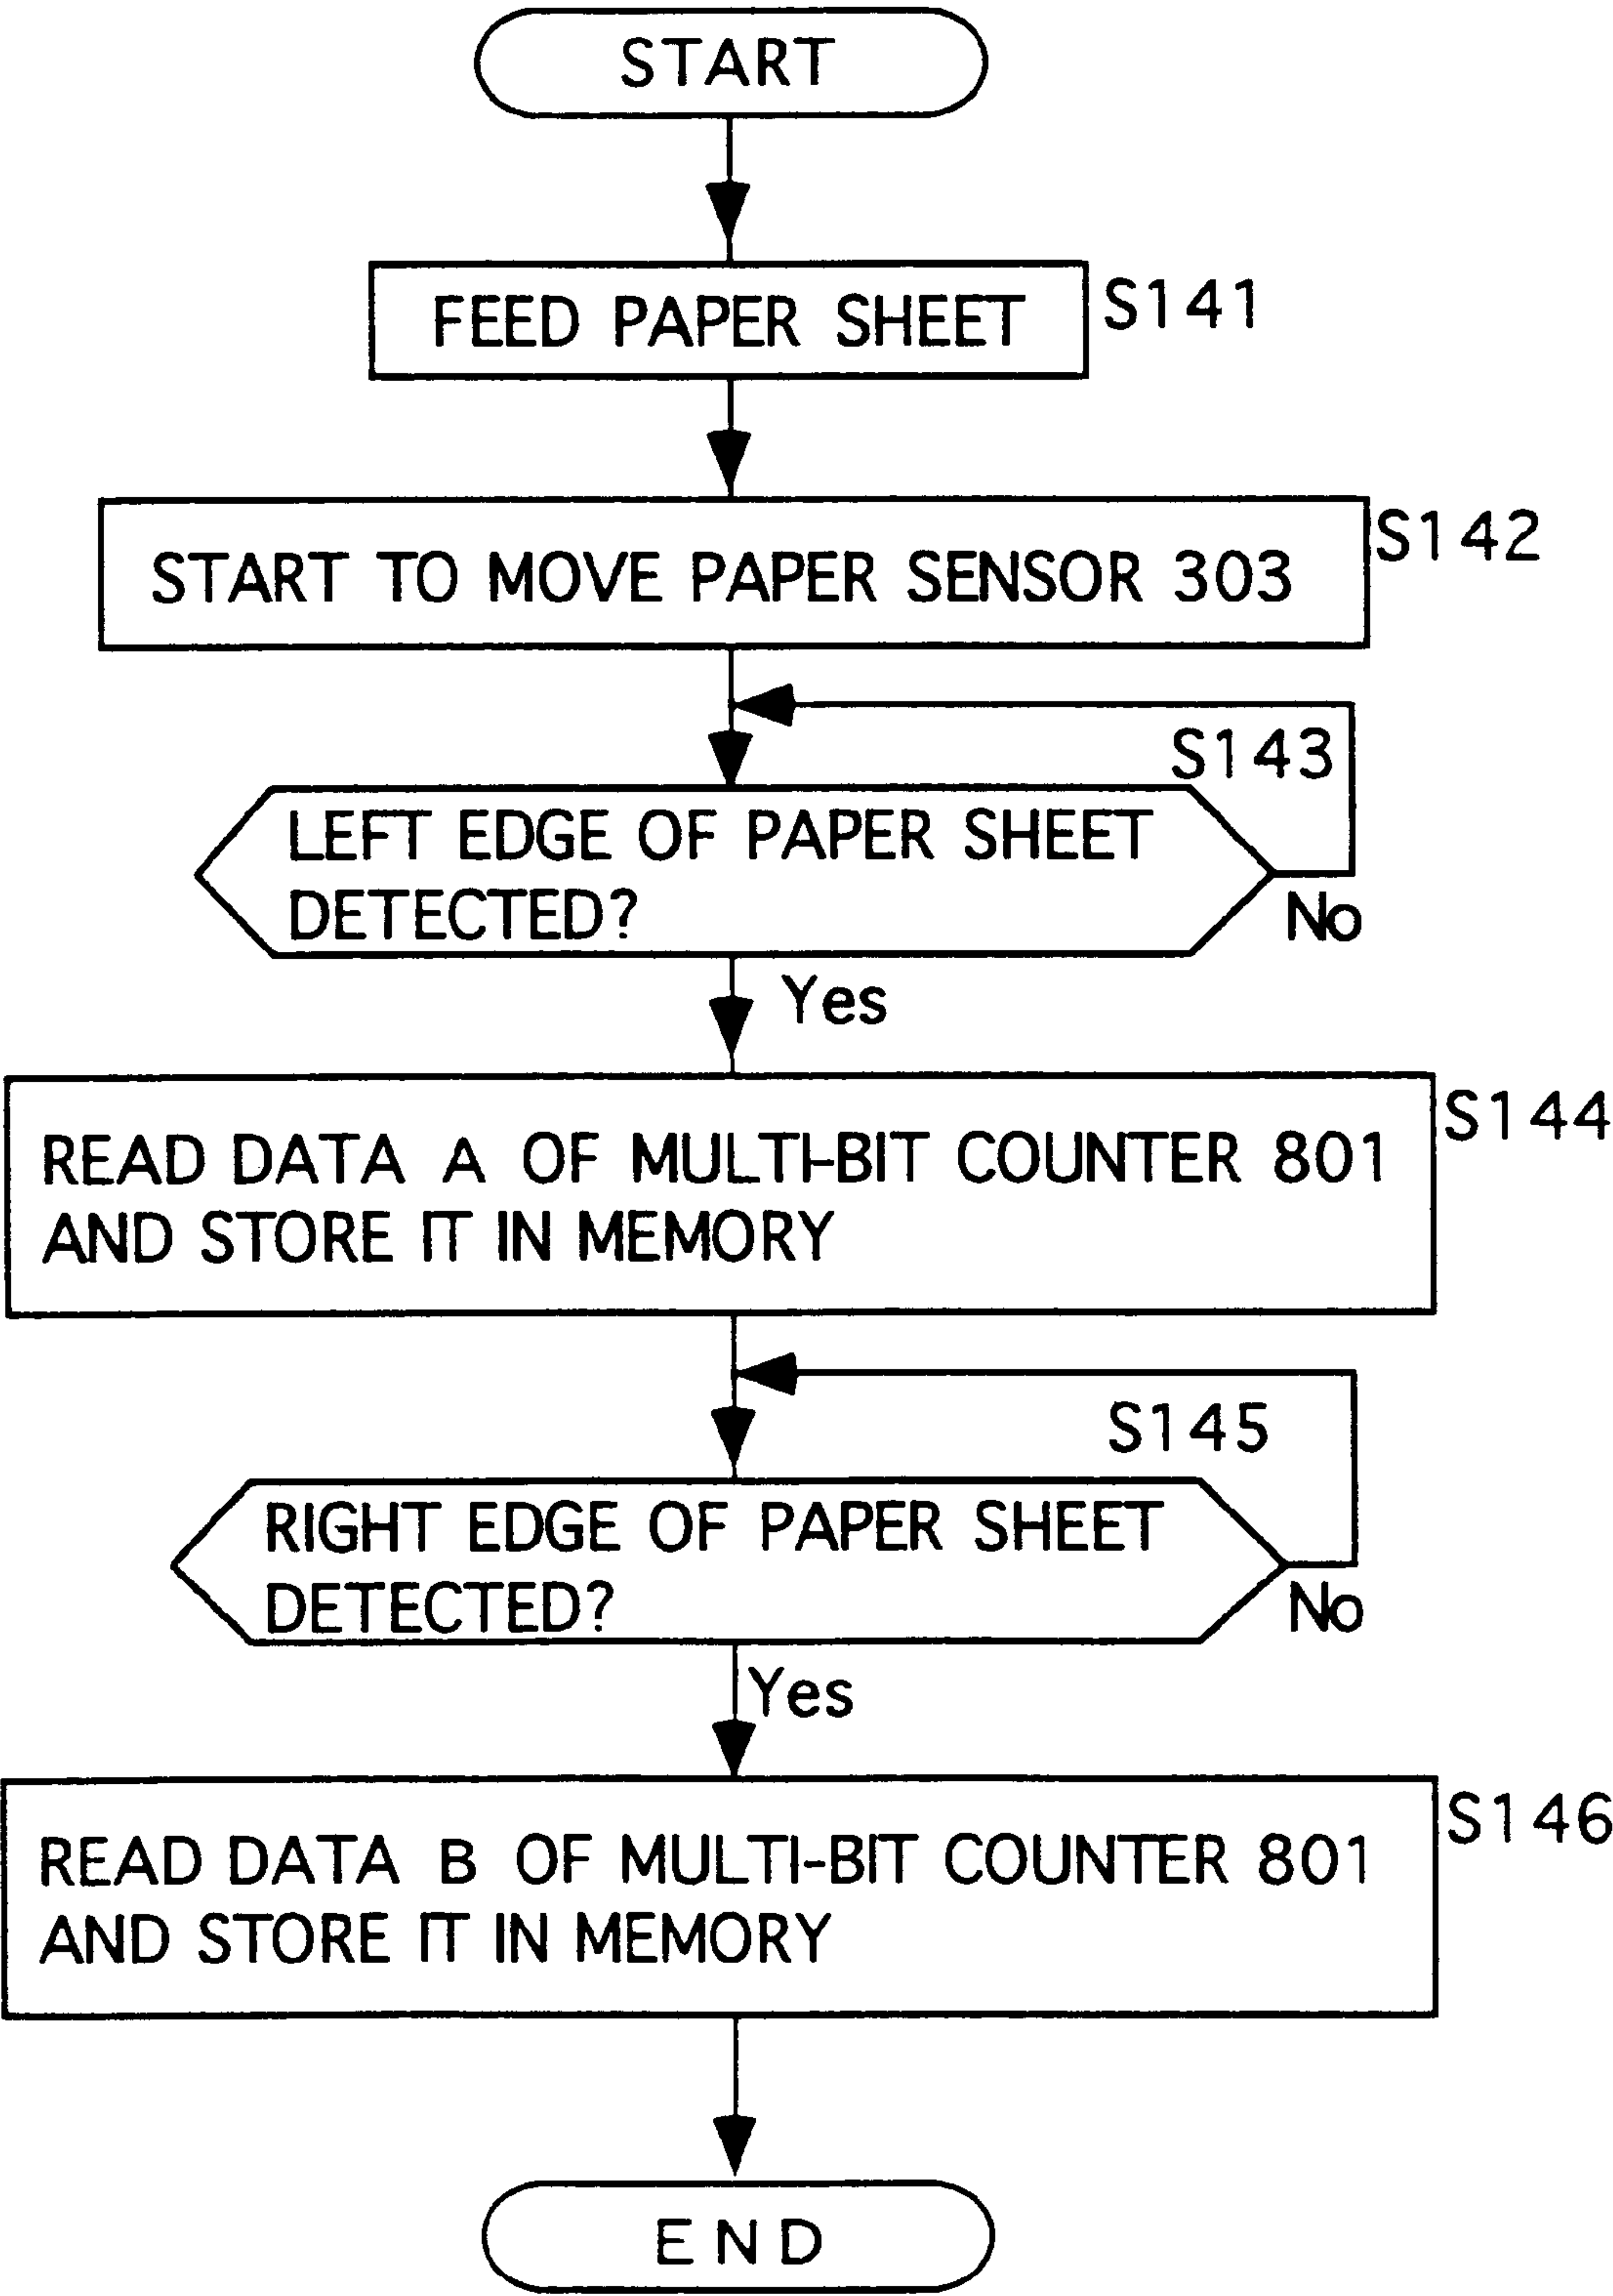 START
FEED PAPER SHEET
S141
START TO MOVE PAPER SENSOR 303
S142
S143
LEFT EDGE OF PAPER SHEET
DETECTED?
No
Yes
S144
READ DATA A OF MULTI-BIT COUNTER 801
AND STORE IT IN MEMORY
S145
RIGHT EDGE OF PAPER SHEET
DETECTED?
No
Yes
S146
READ DATA B OF MULTI-BIT COUNTER 801
AND STORE IT IN MEMORY
END